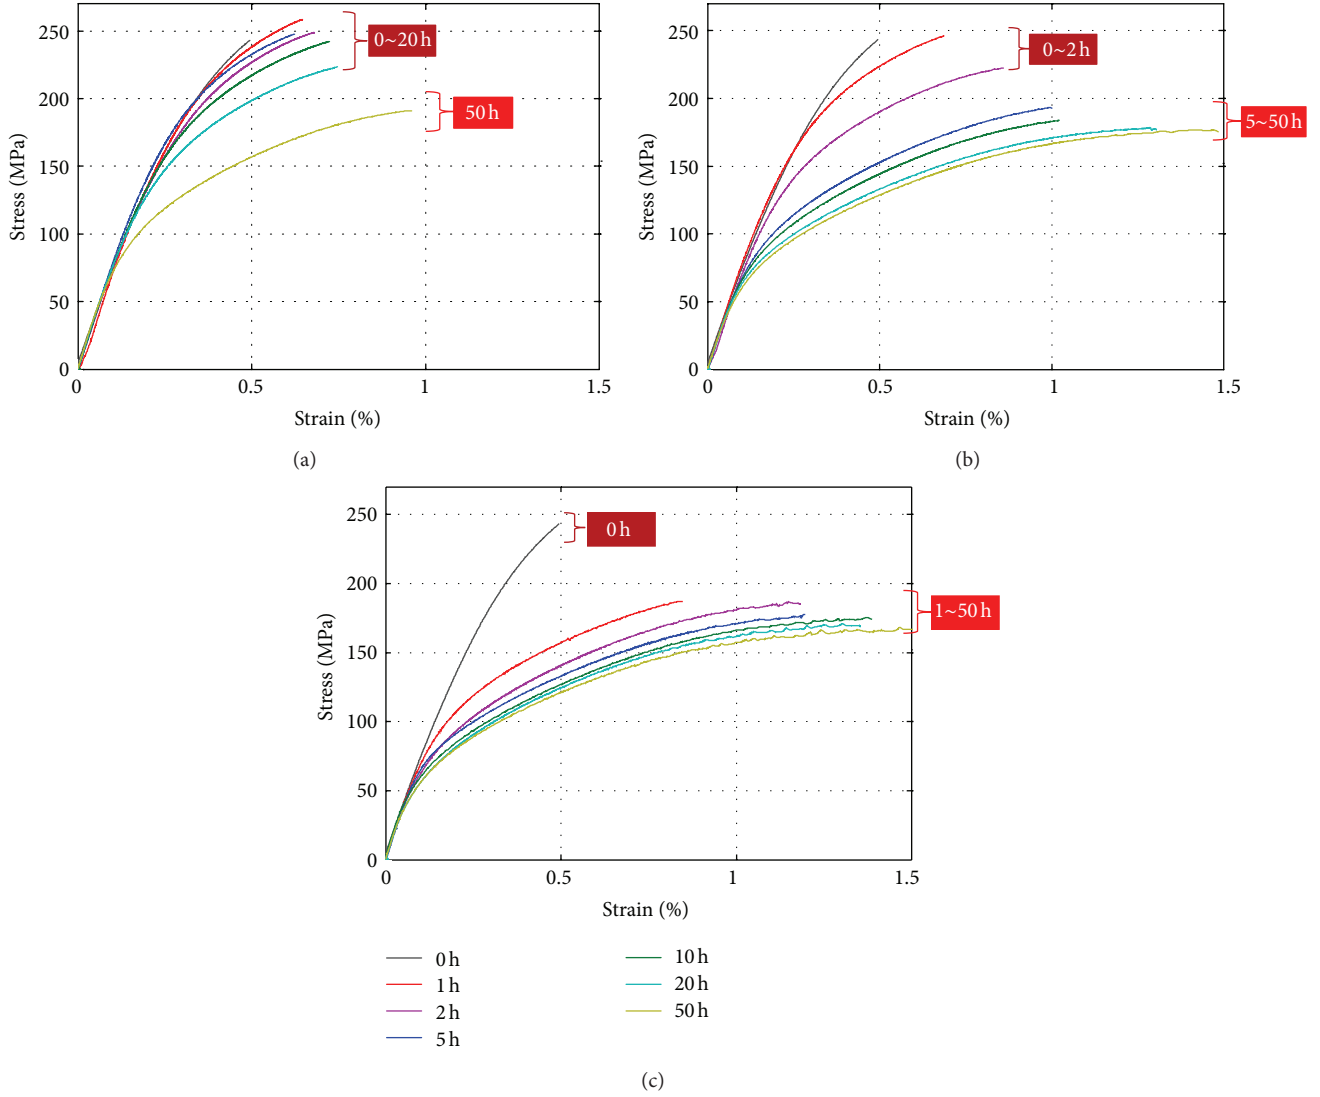 250
200
150
100
50
0
Stress (MPa)
0 0.5 1 1.5
Strain (%)
0~20 h
50 h
(a)
250
200
150
100
50
0
Stress (MPa)
0 0.5 1 1.5
Strain (%)
0~2 h
5~50 h
(b)
250
200
150
100
50
0
Stress (MPa)
0 0.5 1 1.5
Strain (%)
0 h
1~50 h
0 h
1 h
2 h
5 h
10 h
20 h
50 h
(c)